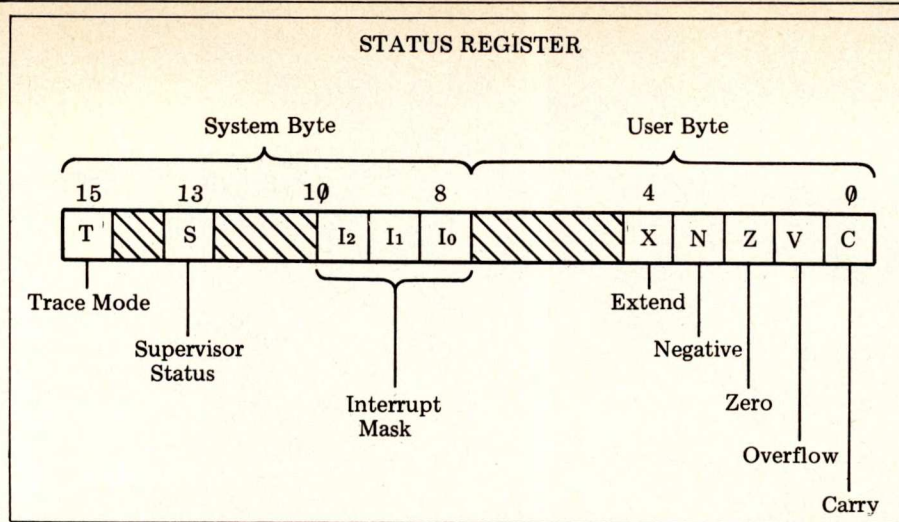 STATUS REGISTER
System Byte User Byte
15 13 10 8 4 0
T S I2 I1 I0 X N Z V C
Trace Mode
Supervisor
Status
Interrupt
Mask
Extend
Negative
Zero
Overflow
Carry